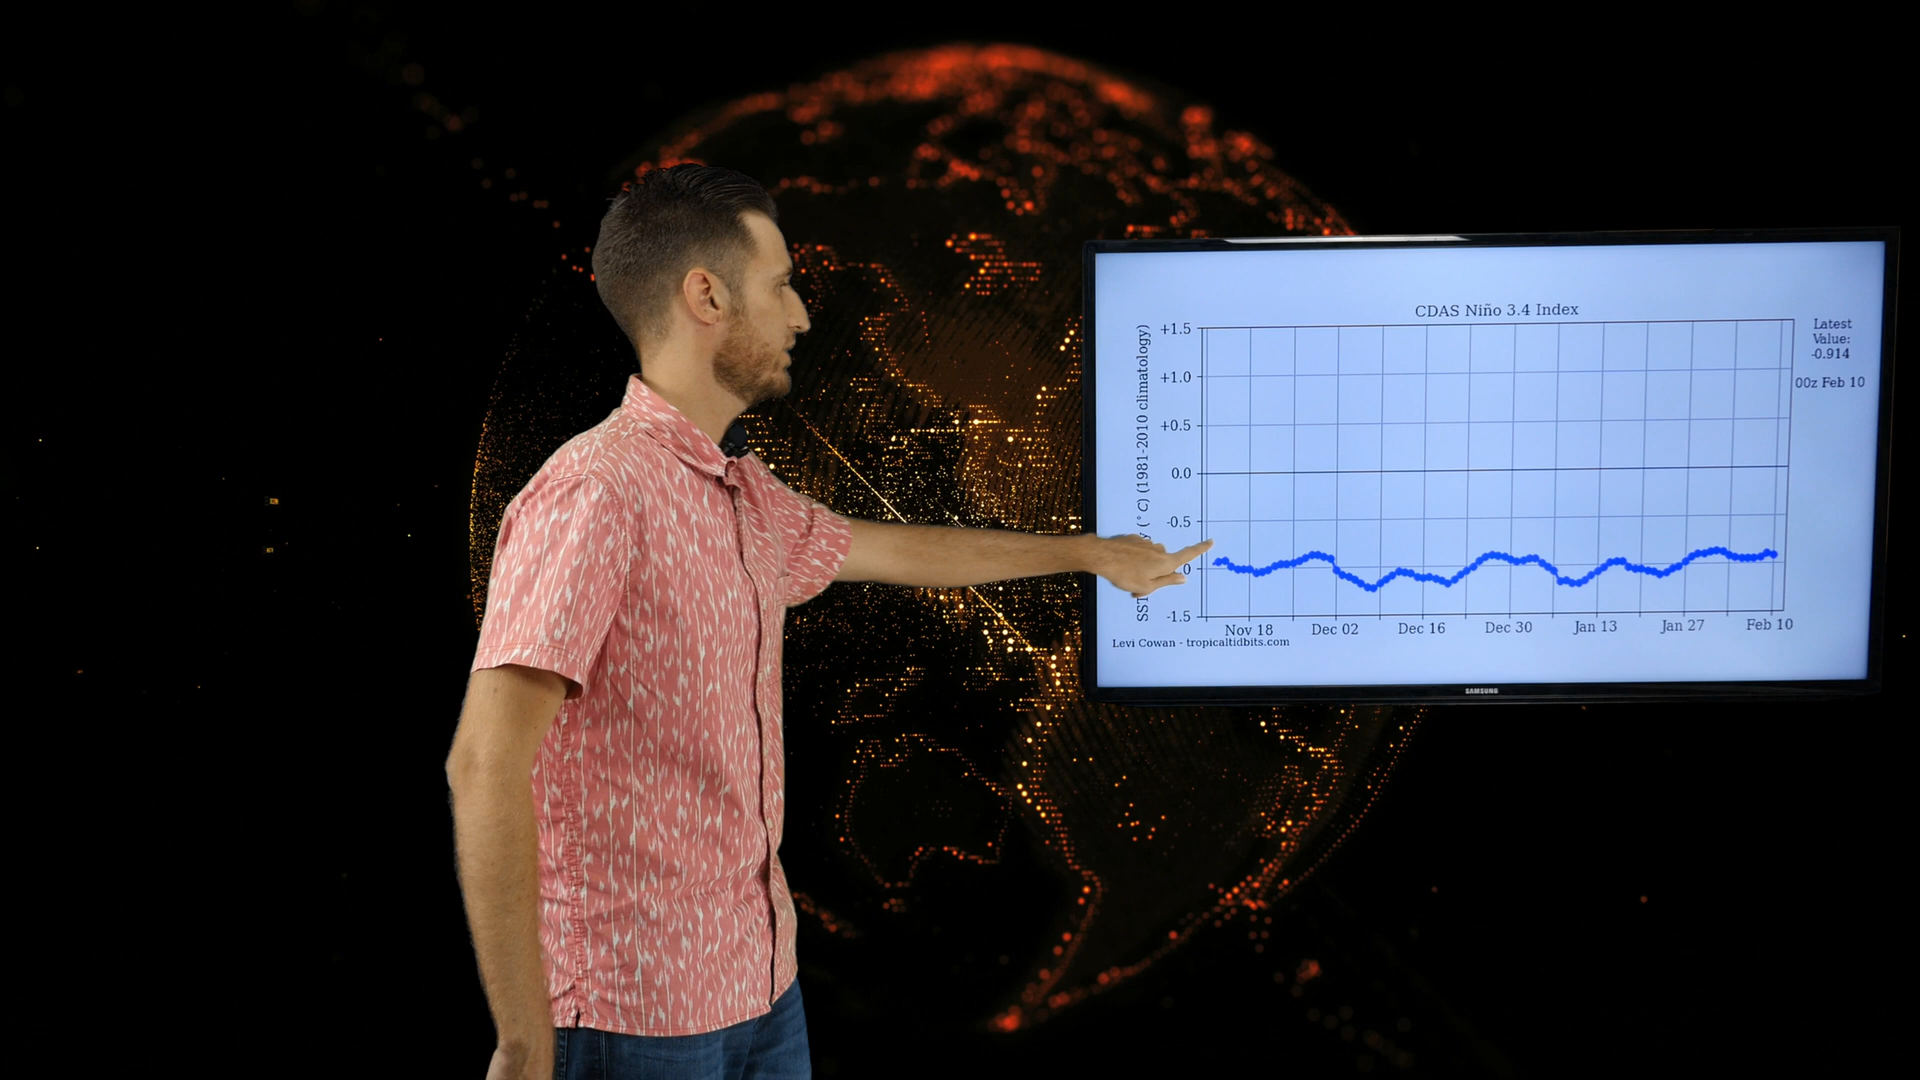 CDAS Niño 3.4 Index
Latest
Value:
-0.914
00z Feb 10
+1.5
+1.0
+0.5
0.0
-0.5
0
-1.5
SST
(°C) (1981-2010 climatology)
Nov 18 Dec 02 Dec 16 Dec 30 Jan 13 Jan 27 Feb 10
Levi Cowan - tropicaltidbits.com
SAMSUNG